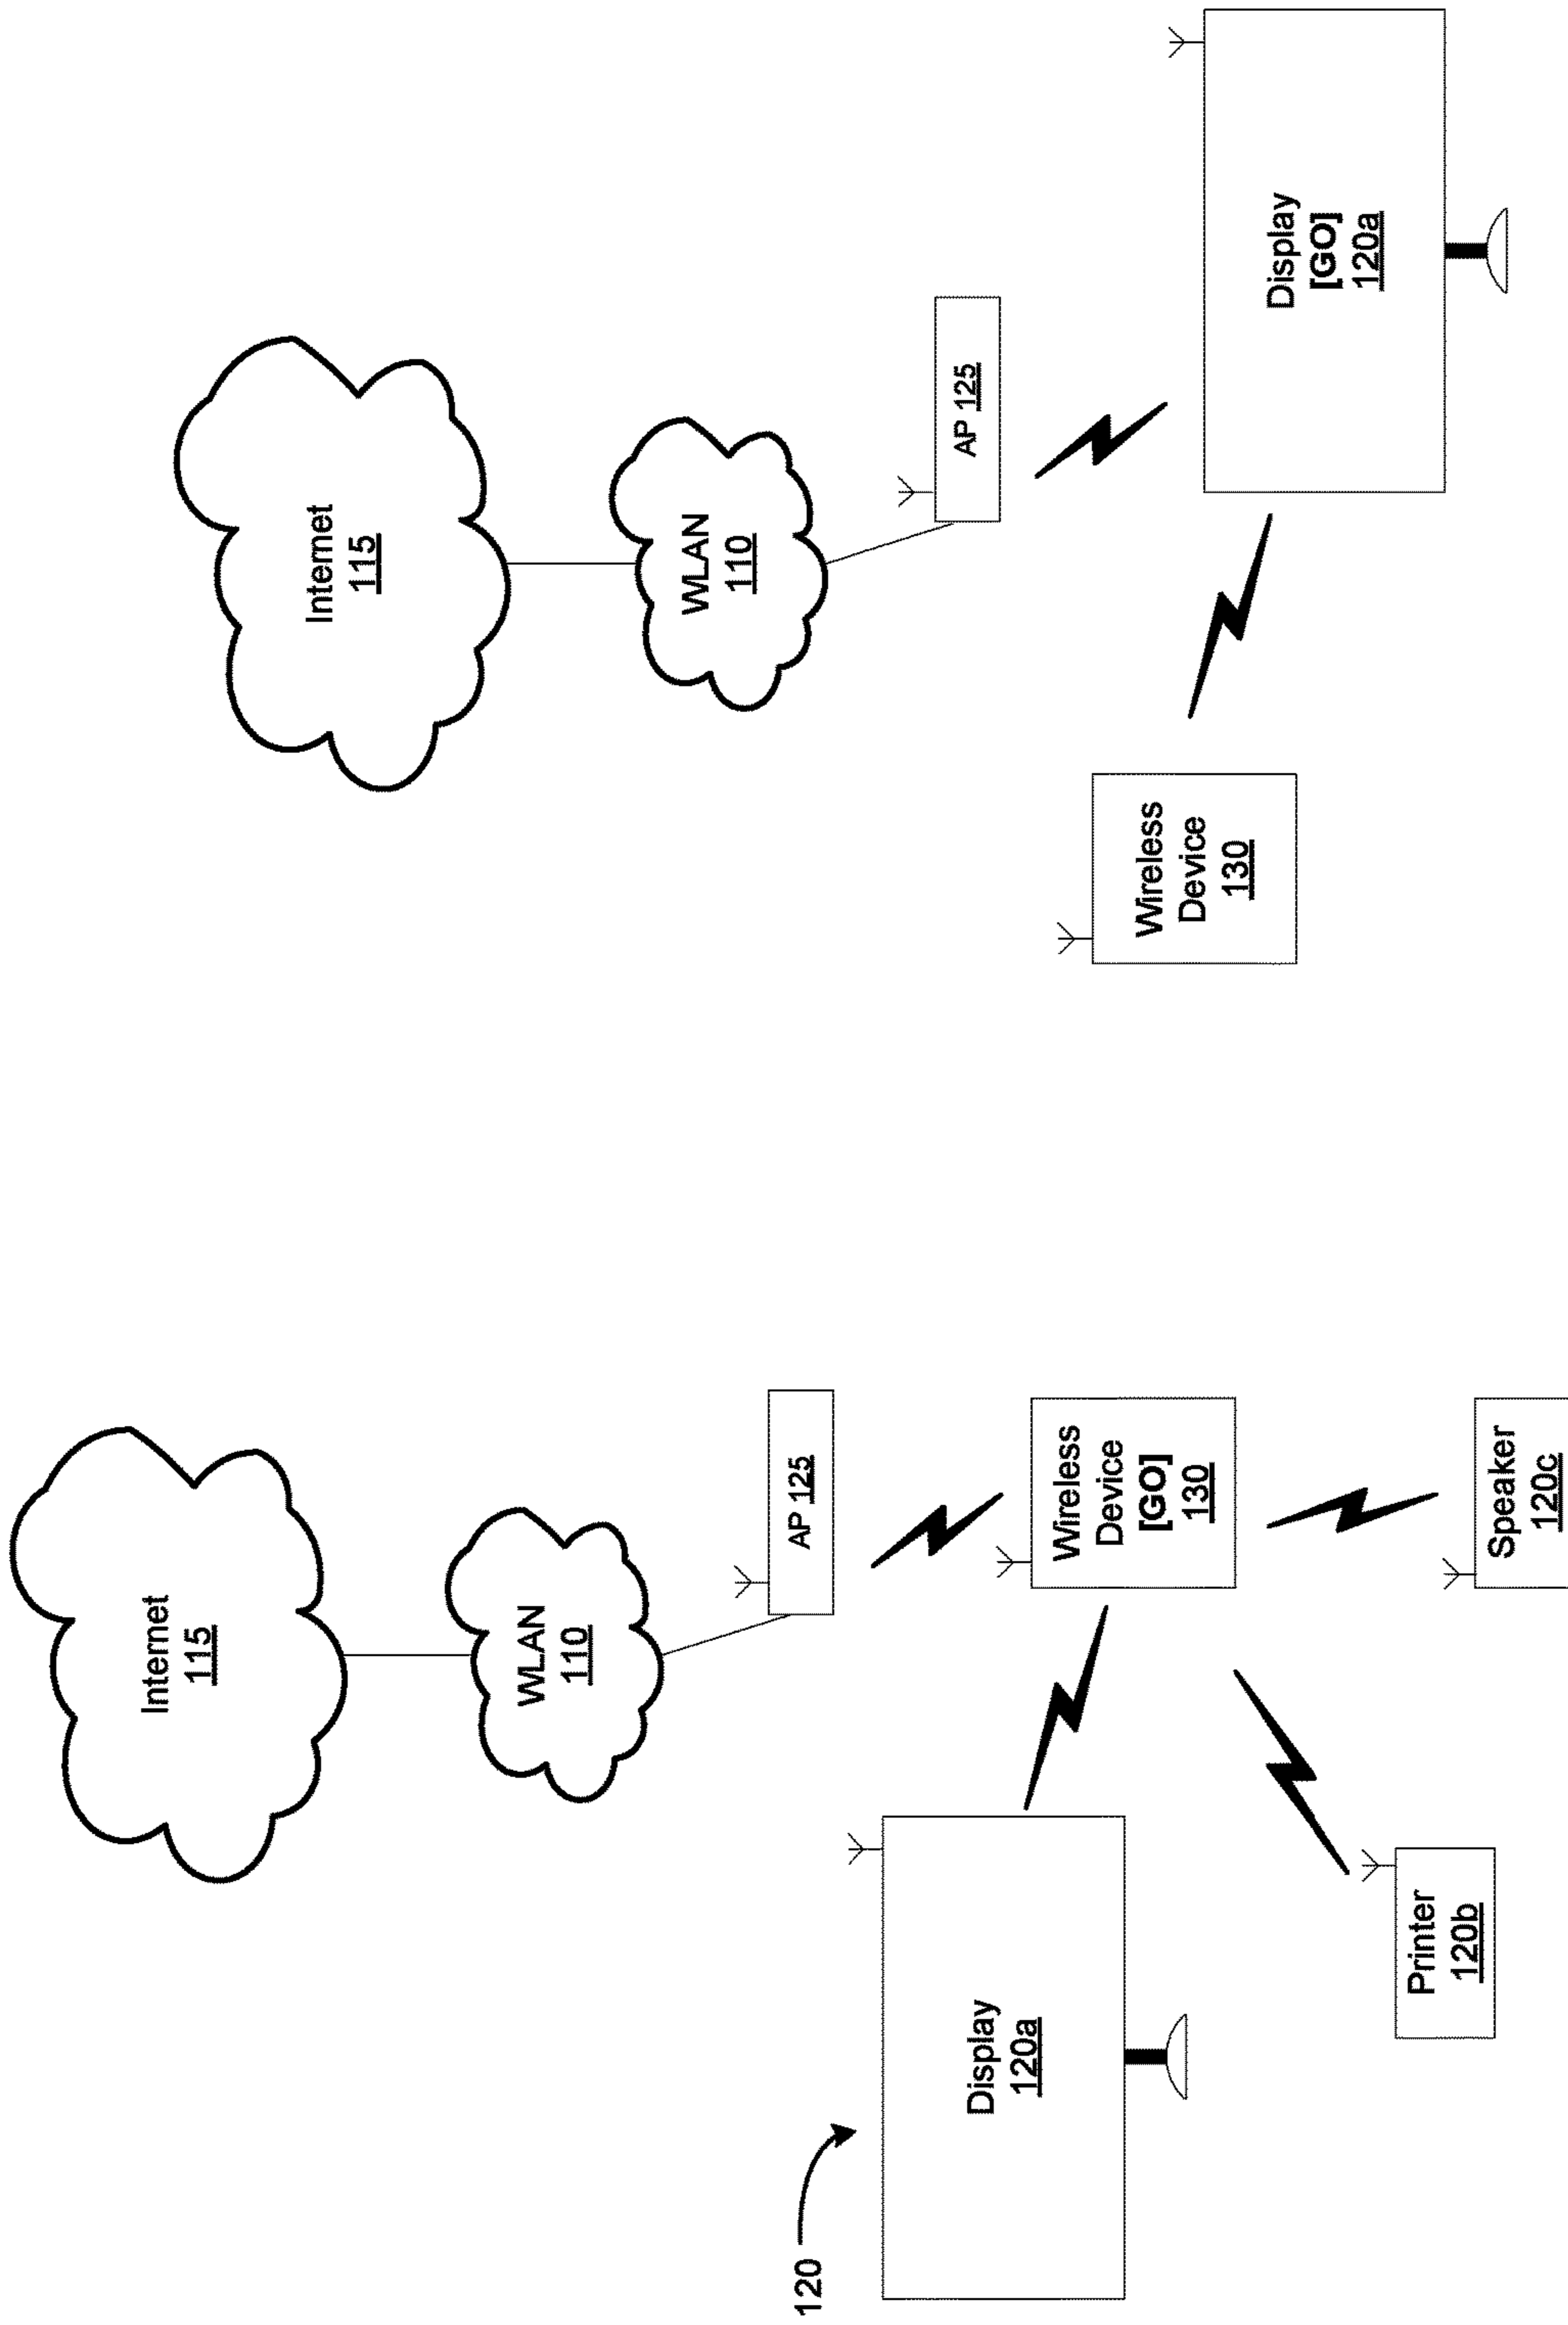 Internet
115
WLAN
110
AP 125
120
Display
120a
Wireless
Device
[GO]
130
Printer
120b
Speaker
120c
Internet
115
WLAN
110
AP 125
Wireless
Device
130
Display
[GO]
120a